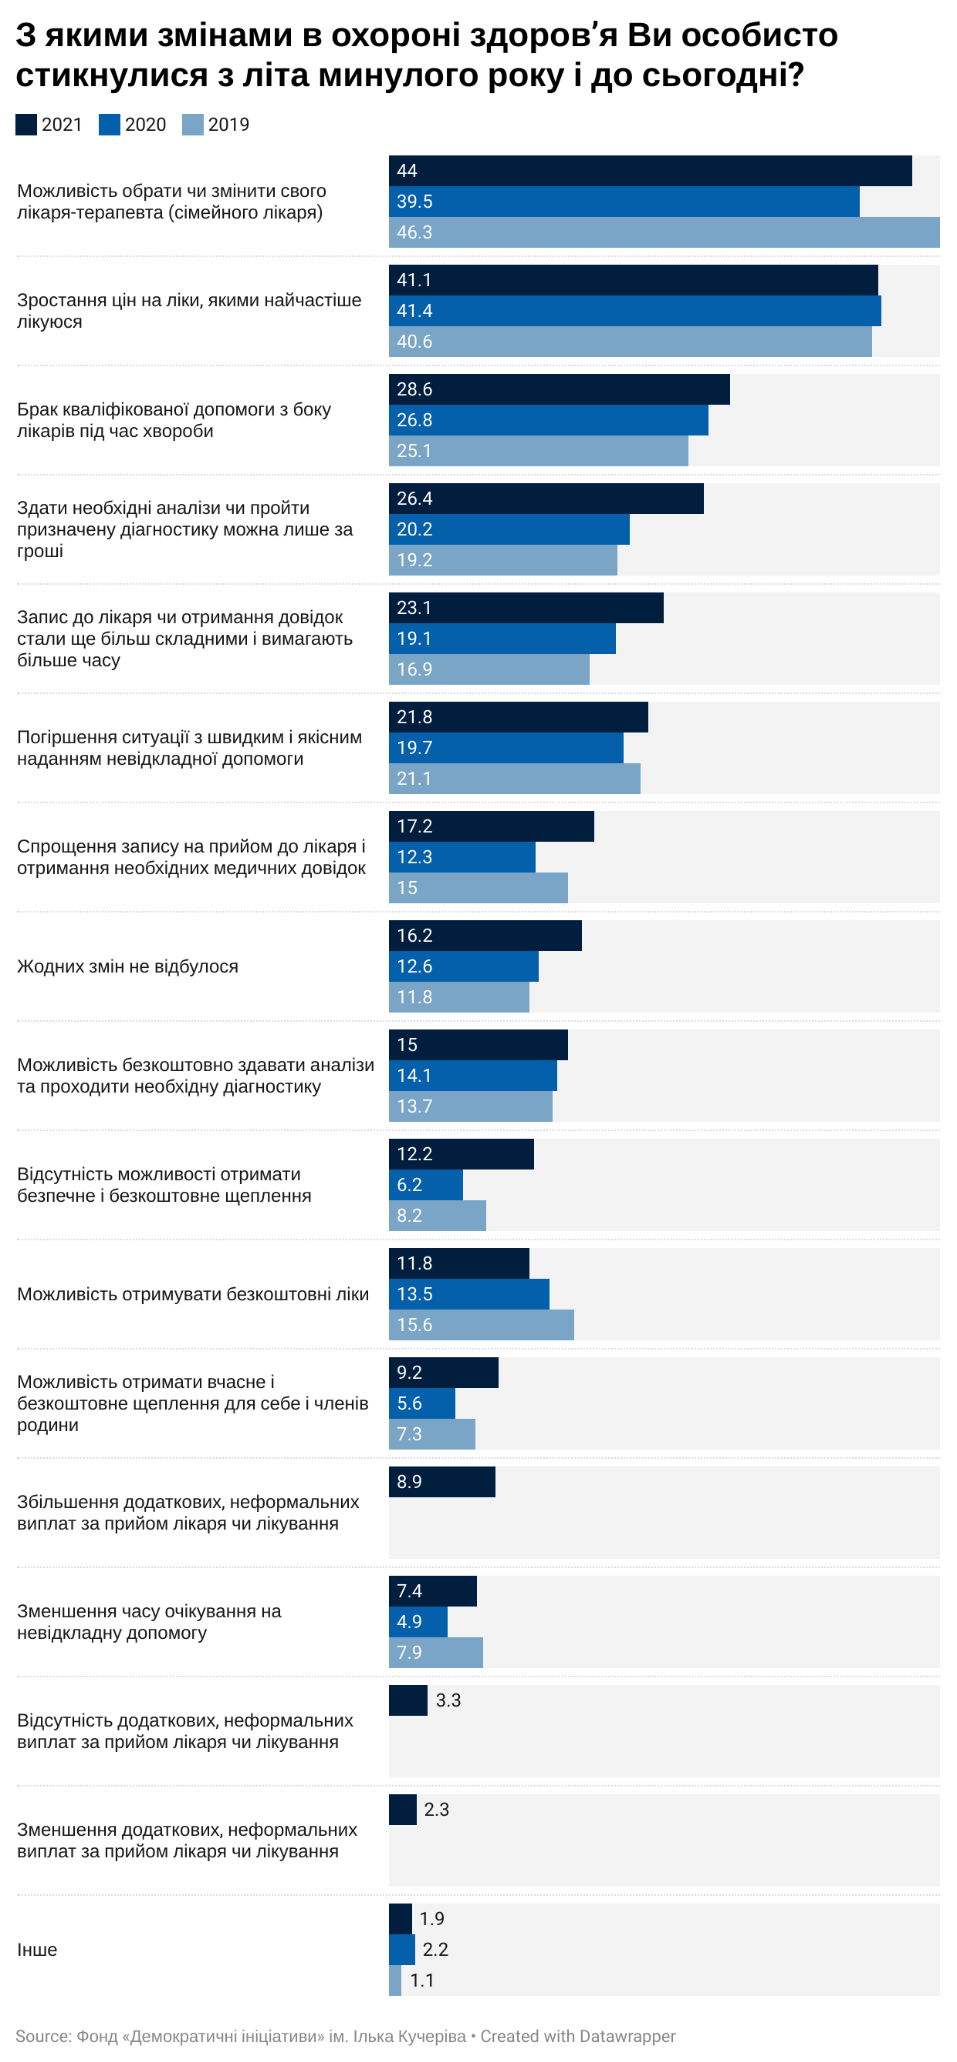 З якими змінами в охороні здоров’я Ви особисто
стикнулися з літа минулого року і до сьогодні?
2021 2020 2019
Можливість обрати чи змінити свого
лікаря-терапевта (сімейного лікаря)
44
39.5
46.3
Зростання цін на ліки, якими найчастіше
лікуюся
41.1
41.4
40.6
Брак кваліфікованої допомоги з боку
лікарів під час хвороби
28.6
26.8
25.1
Здати необхідні аналізи чи пройти
призначену діагностику можна лише за
гроші
26.4
20.2
19.2
Запис до лікаря чи отримання довідок
стали ще більш складними і вимагають
більше часу
23.1
19.1
16.9
Погіршення ситуації з швидким і якісним
наданням невідкладної допомоги
21.8
19.7
21.1
Спрощення запису на прийом до лікаря і
отримання необхідних медичних довідок
17.2
12.3
15
Жодних змін не відбулося
16.2
12.6
11.8
Можливість безкоштовно здавати аналізи
та проходити необхідну діагностику
15
14.1
13.7
Відсутність можливості отримати
безпечне і безкоштовне щеплення
12.2
6.2
8.2
Можливість отримувати безкоштовні ліки
11.8
13.5
15.6
Можливість отримати вчасне і
безкоштовне щеплення для себе і членів
родини
9.2
5.6
7.3
Збільшення додаткових, неформальних
виплат за прийом лікаря чи лікування
8.9
Зменшення часу очікування на
невідкладну допомогу
7.4
4.9
7.9
Відсутність додаткових, неформальних
виплат за прийом лікаря чи лікування
3.3
Зменшення додаткових, неформальних
виплат за прийом лікаря чи лікування
2.3
Інше
1.9
2.2
1.1
Source: Фонд «Демократичні ініціативи» ім. Ілька Кучеріва • Created with Datawrapper